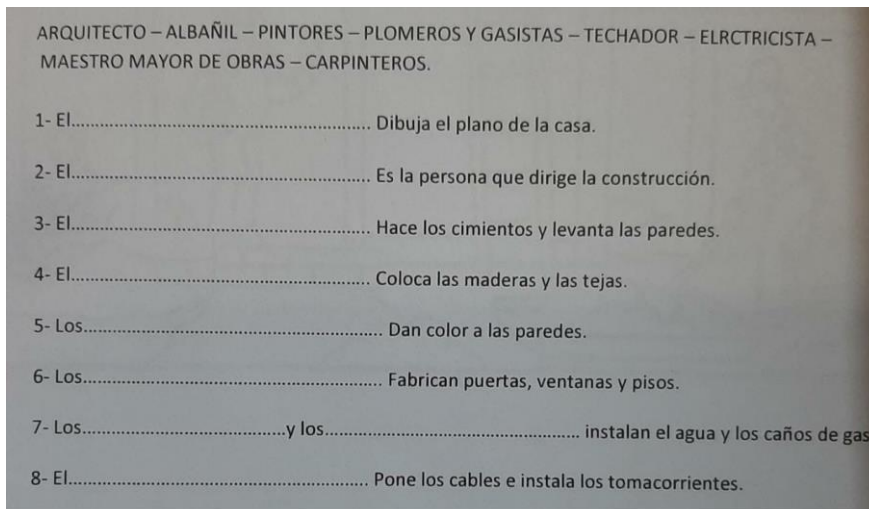 ARQUITECTO – ALBAÑIL – PINTORES – PLOMEROS Y GASISTAS – TECHADOR – ELRCTRICISTA –
MAESTRO MAYOR DE OBRAS – CARPINTEROS.
1- El............................................................ Dibuja el plano de la casa.
2- El............................................................ Es la persona que dirige la construcción.
3- El............................................................ Hace los cimientos y levanta las paredes.
4- El............................................................ Coloca las maderas y las tejas.
5- Los............................................................ Dan color a las paredes.
6- Los............................................................ Fabrican puertas, ventanas y pisos.
7- Los.........................................y los................................................... instalan el agua y los caños de gas
8- El............................................................ Pone los cables e instala los tomacorrientes.